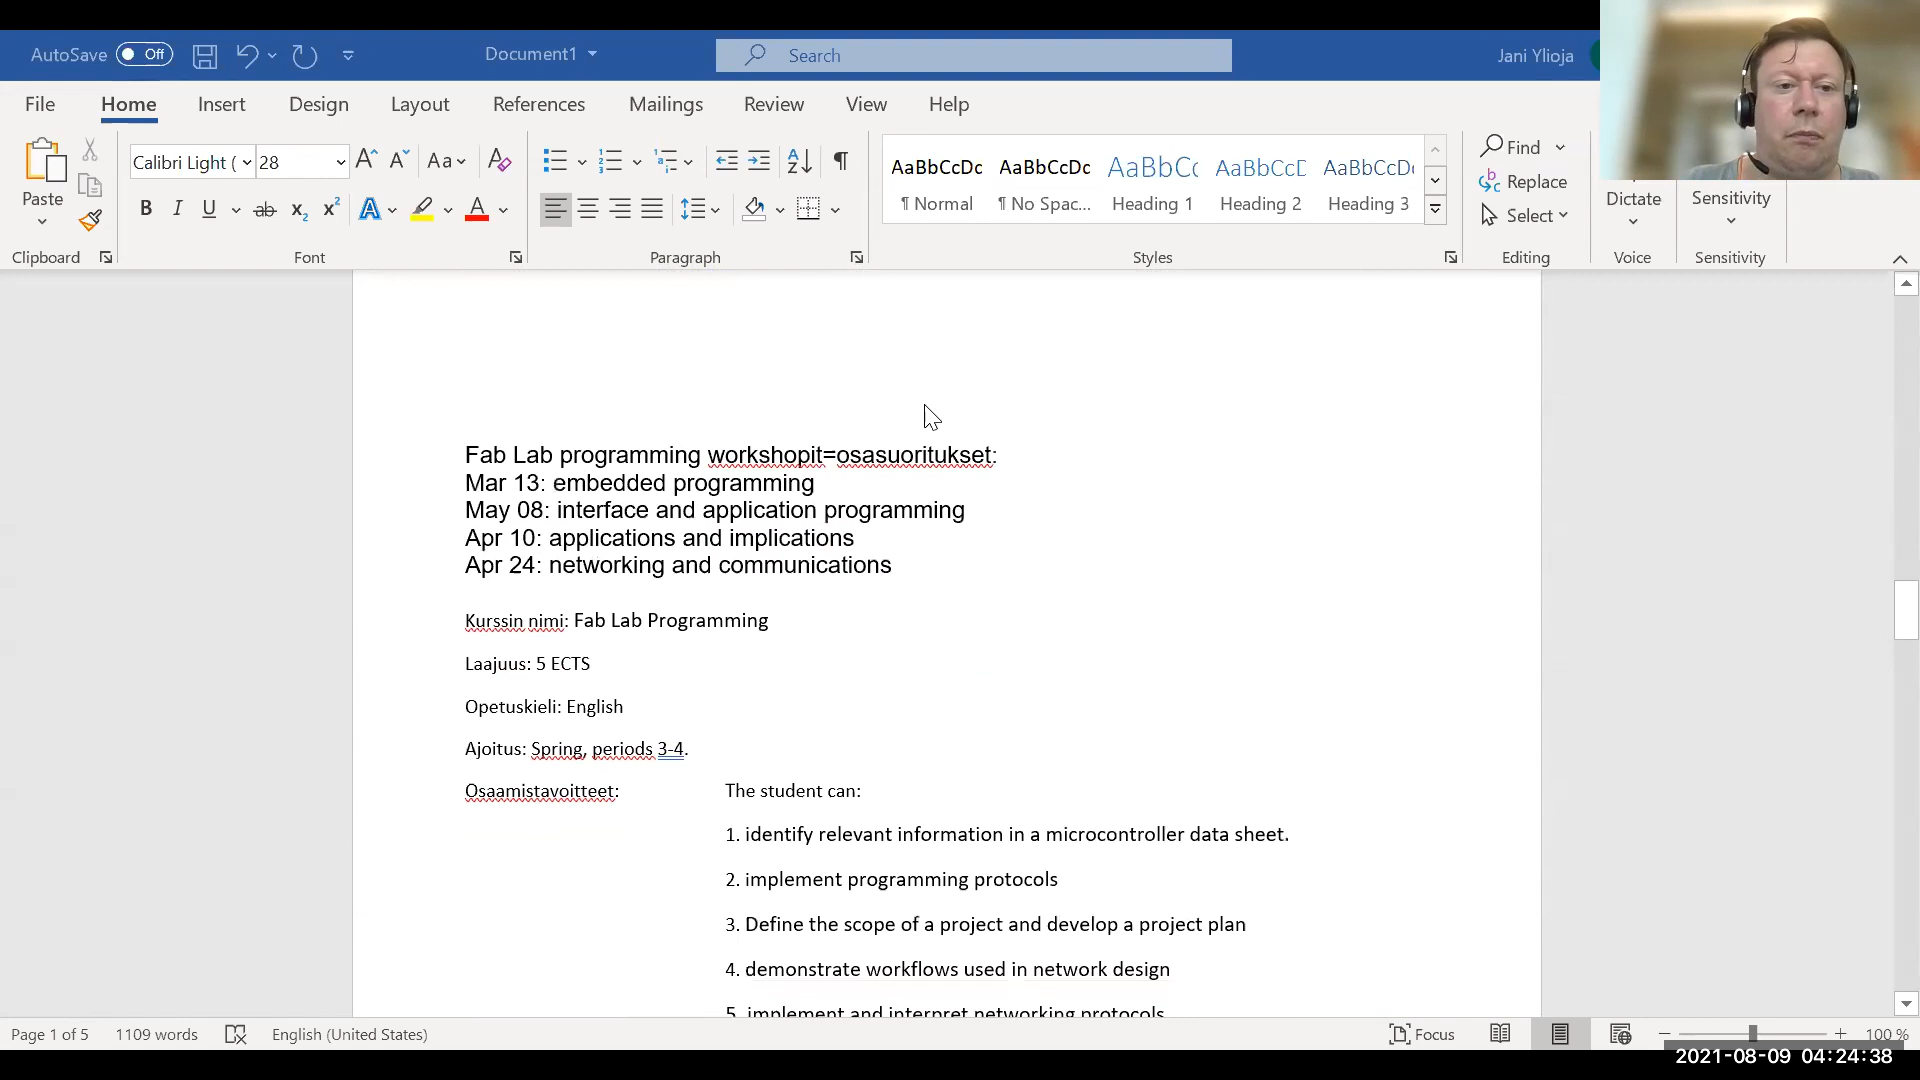 AutoSave Off Document1 Search Jani Ylioja
File Home Insert Design Layout References Mailings Review View Help
Paste Calibri Light ( 28 Aa
AaBbCcDc AaBbCcDc AaBbCc AaBbCcD AaBbCcDc
¶ Normal ¶ No Spac... Heading 1 Heading 2 Heading 3
Find
Replace
Select
Dictate Sensitivity
Clipboard Font Paragraph Styles Editing Voice Sensitivity
Fab Lab programming workshopit=osasuoritukset:
Mar 13: embedded programming
May 08: interface and application programming
Apr 10: applications and implications
Apr 24: networking and communications
Kurssin nimi: Fab Lab Programming
Laajuus: 5 ECTS
Opetuskieli: English
Ajoitus: Spring, periods 3-4.
Osaamistavoitteet: The student can:
1. identify relevant information in a microcontroller data sheet.
2. implement programming protocols
3. Define the scope of a project and develop a project plan
4. demonstrate workflows used in network design
5. implement and interpret networking protocols
Page 1 of 5 1109 words English (United States) Focus 100 %
2021-08-09 04:24:38